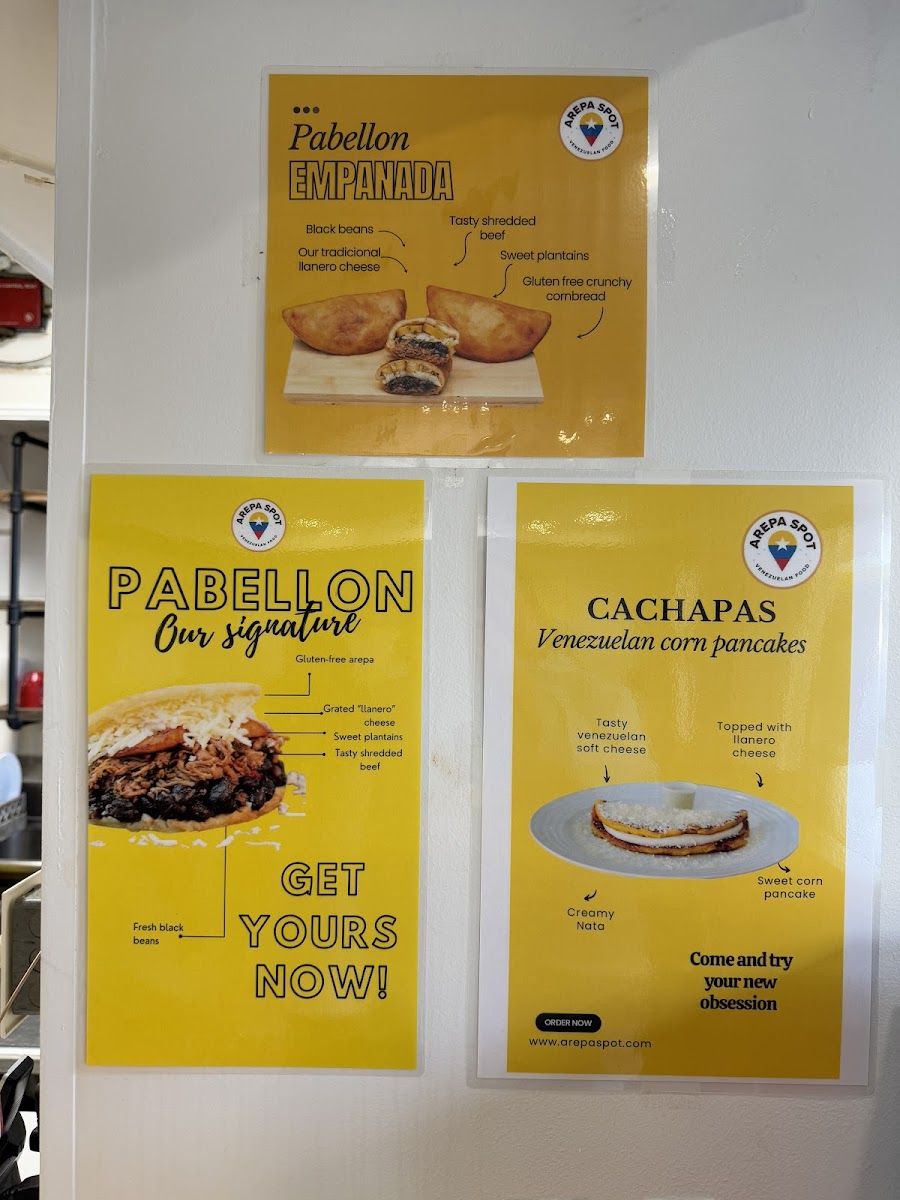 Pabellon
EMPANADA
AREPA SPOT
VENEZUELAN FOOD
Black beans
Our tradicional
llanero cheese
Tasty shredded
beef
Sweet plantains
Gluten free crunchy
cornbread
AREPA SPOT
VENEZUELAN FOOD
PABELLON
Our signature
Gluten-free arepa
Grated "llanero"
cheese
Sweet plantains
Tasty shredded
beef
Fresh black
beans
GET
YOURS
NOW!
AREPA SPOT
VENEZUELAN FOOD
CACHAPAS
Venezuelan corn pancakes
Tasty
venezuelan
soft cheese
Topped with
llanero
cheese
Sweet corn
pancake
Creamy
Nata
Come and try
your new
obsession
ORDER NOW
www.arepaspot.com